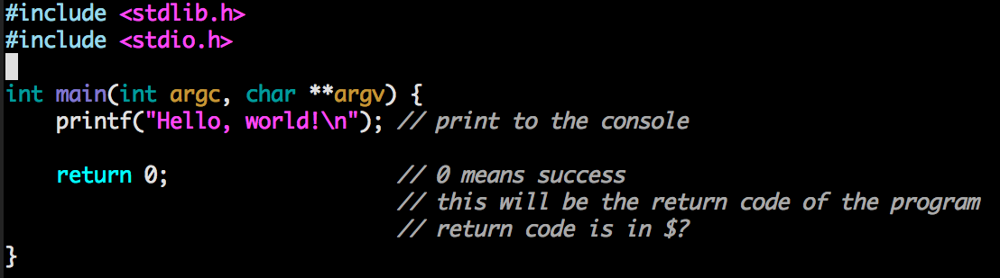 #include <stdlib.h>
#include <stdio.h>
int main(int argc, char **argv) {
    printf("Hello, world!\n"); // print to the console
    return 0;                  // 0 means success
                               // this will be the return code of the program
                               // return code is in $?
}